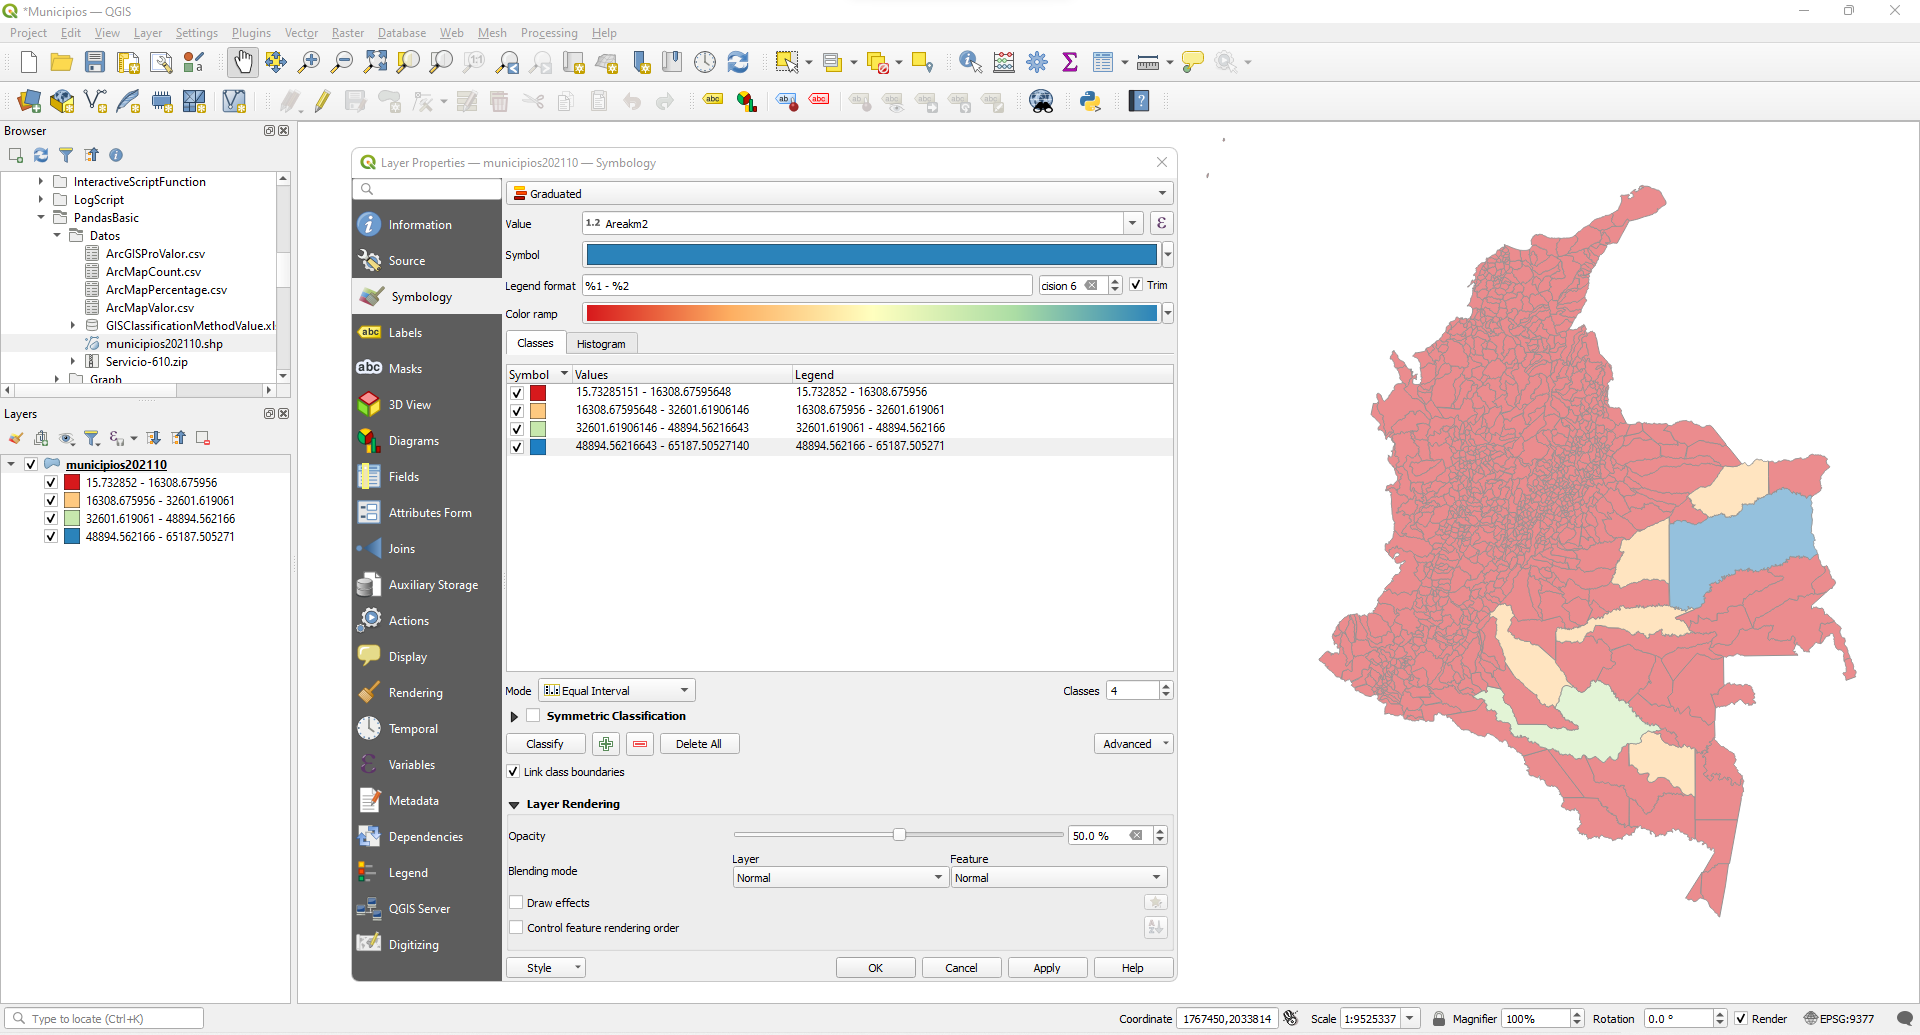 *Municipios — QGIS
Project Edit View Layer Settings Plugins Vector Raster Database Web Mesh Processing Help
Browser
InteractiveScriptFunction
LogScript
PandasBasic
Datos
ArcGISProValor.csv
ArcMapCount.csv
ArcMapPercentage.csv
ArcMapValor.csv
GISClassificationMethodValue.xl
municipios202110.shp
Servicio-610.zip
Graph
Layers
municipios202110
15.732852 - 16308.675956
16308.675956 - 32601.619061
32601.619061 - 48894.562166
48894.562166 - 65187.505271
Layer Properties — municipios202110 — Symbology
Information
Source
Symbology
abc Labels
abc Masks
3D View
Diagrams
Fields
Attributes Form
Joins
Auxiliary Storage
Actions
Display
Rendering
Temporal
Variables
Metadata
Dependencies
Legend
QGIS Server
Digitizing
Graduated
Value 1.2 Areakm2 ε
Symbol
Legend format %1 - %2 cision 6 Trim
Color ramp
Classes Histogram
Symbol Values Legend
15.73285151 - 16308.67595648 15.732852 - 16308.675956
16308.67595648 - 32601.61906146 16308.675956 - 32601.619061
32601.61906146 - 48894.56216643 32601.619061 - 48894.562166
48894.56216643 - 65187.50527140 48894.562166 - 65187.505271
Mode Equal Interval Classes 4
Symmetric Classification
Classify Delete All Advanced
Link class boundaries
Layer Rendering
Opacity 50.0 %
Layer Feature
Blending mode Normal Normal
Draw effects
Control feature rendering order
Style OK Cancel Apply Help
Type to locate (Ctrl+K) Coordinate 1767450,2033814 Scale 1:9525337 Magnifier 100% Rotation 0.0 ° Render EPSG:9377